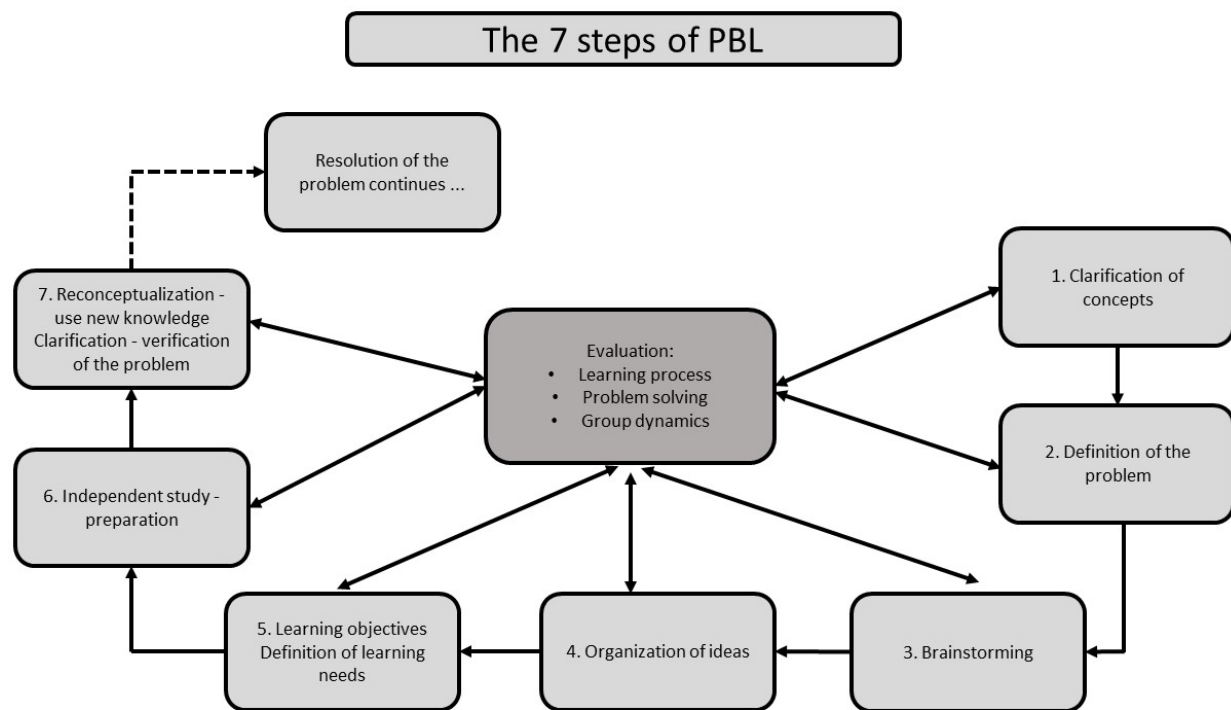 The 7 steps of PBL
Resolution of the
problem continues ...
1. Clarification of
concepts
2. Definition of the
problem
3. Brainstorming
4. Organization of ideas
5. Learning objectives
Definition of learning
needs
6. Independent study -
preparation
7. Reconceptualization -
use new knowledge
Clarification - verification
of the problem
Evaluation:
• Learning process
• Problem solving
• Group dynamics